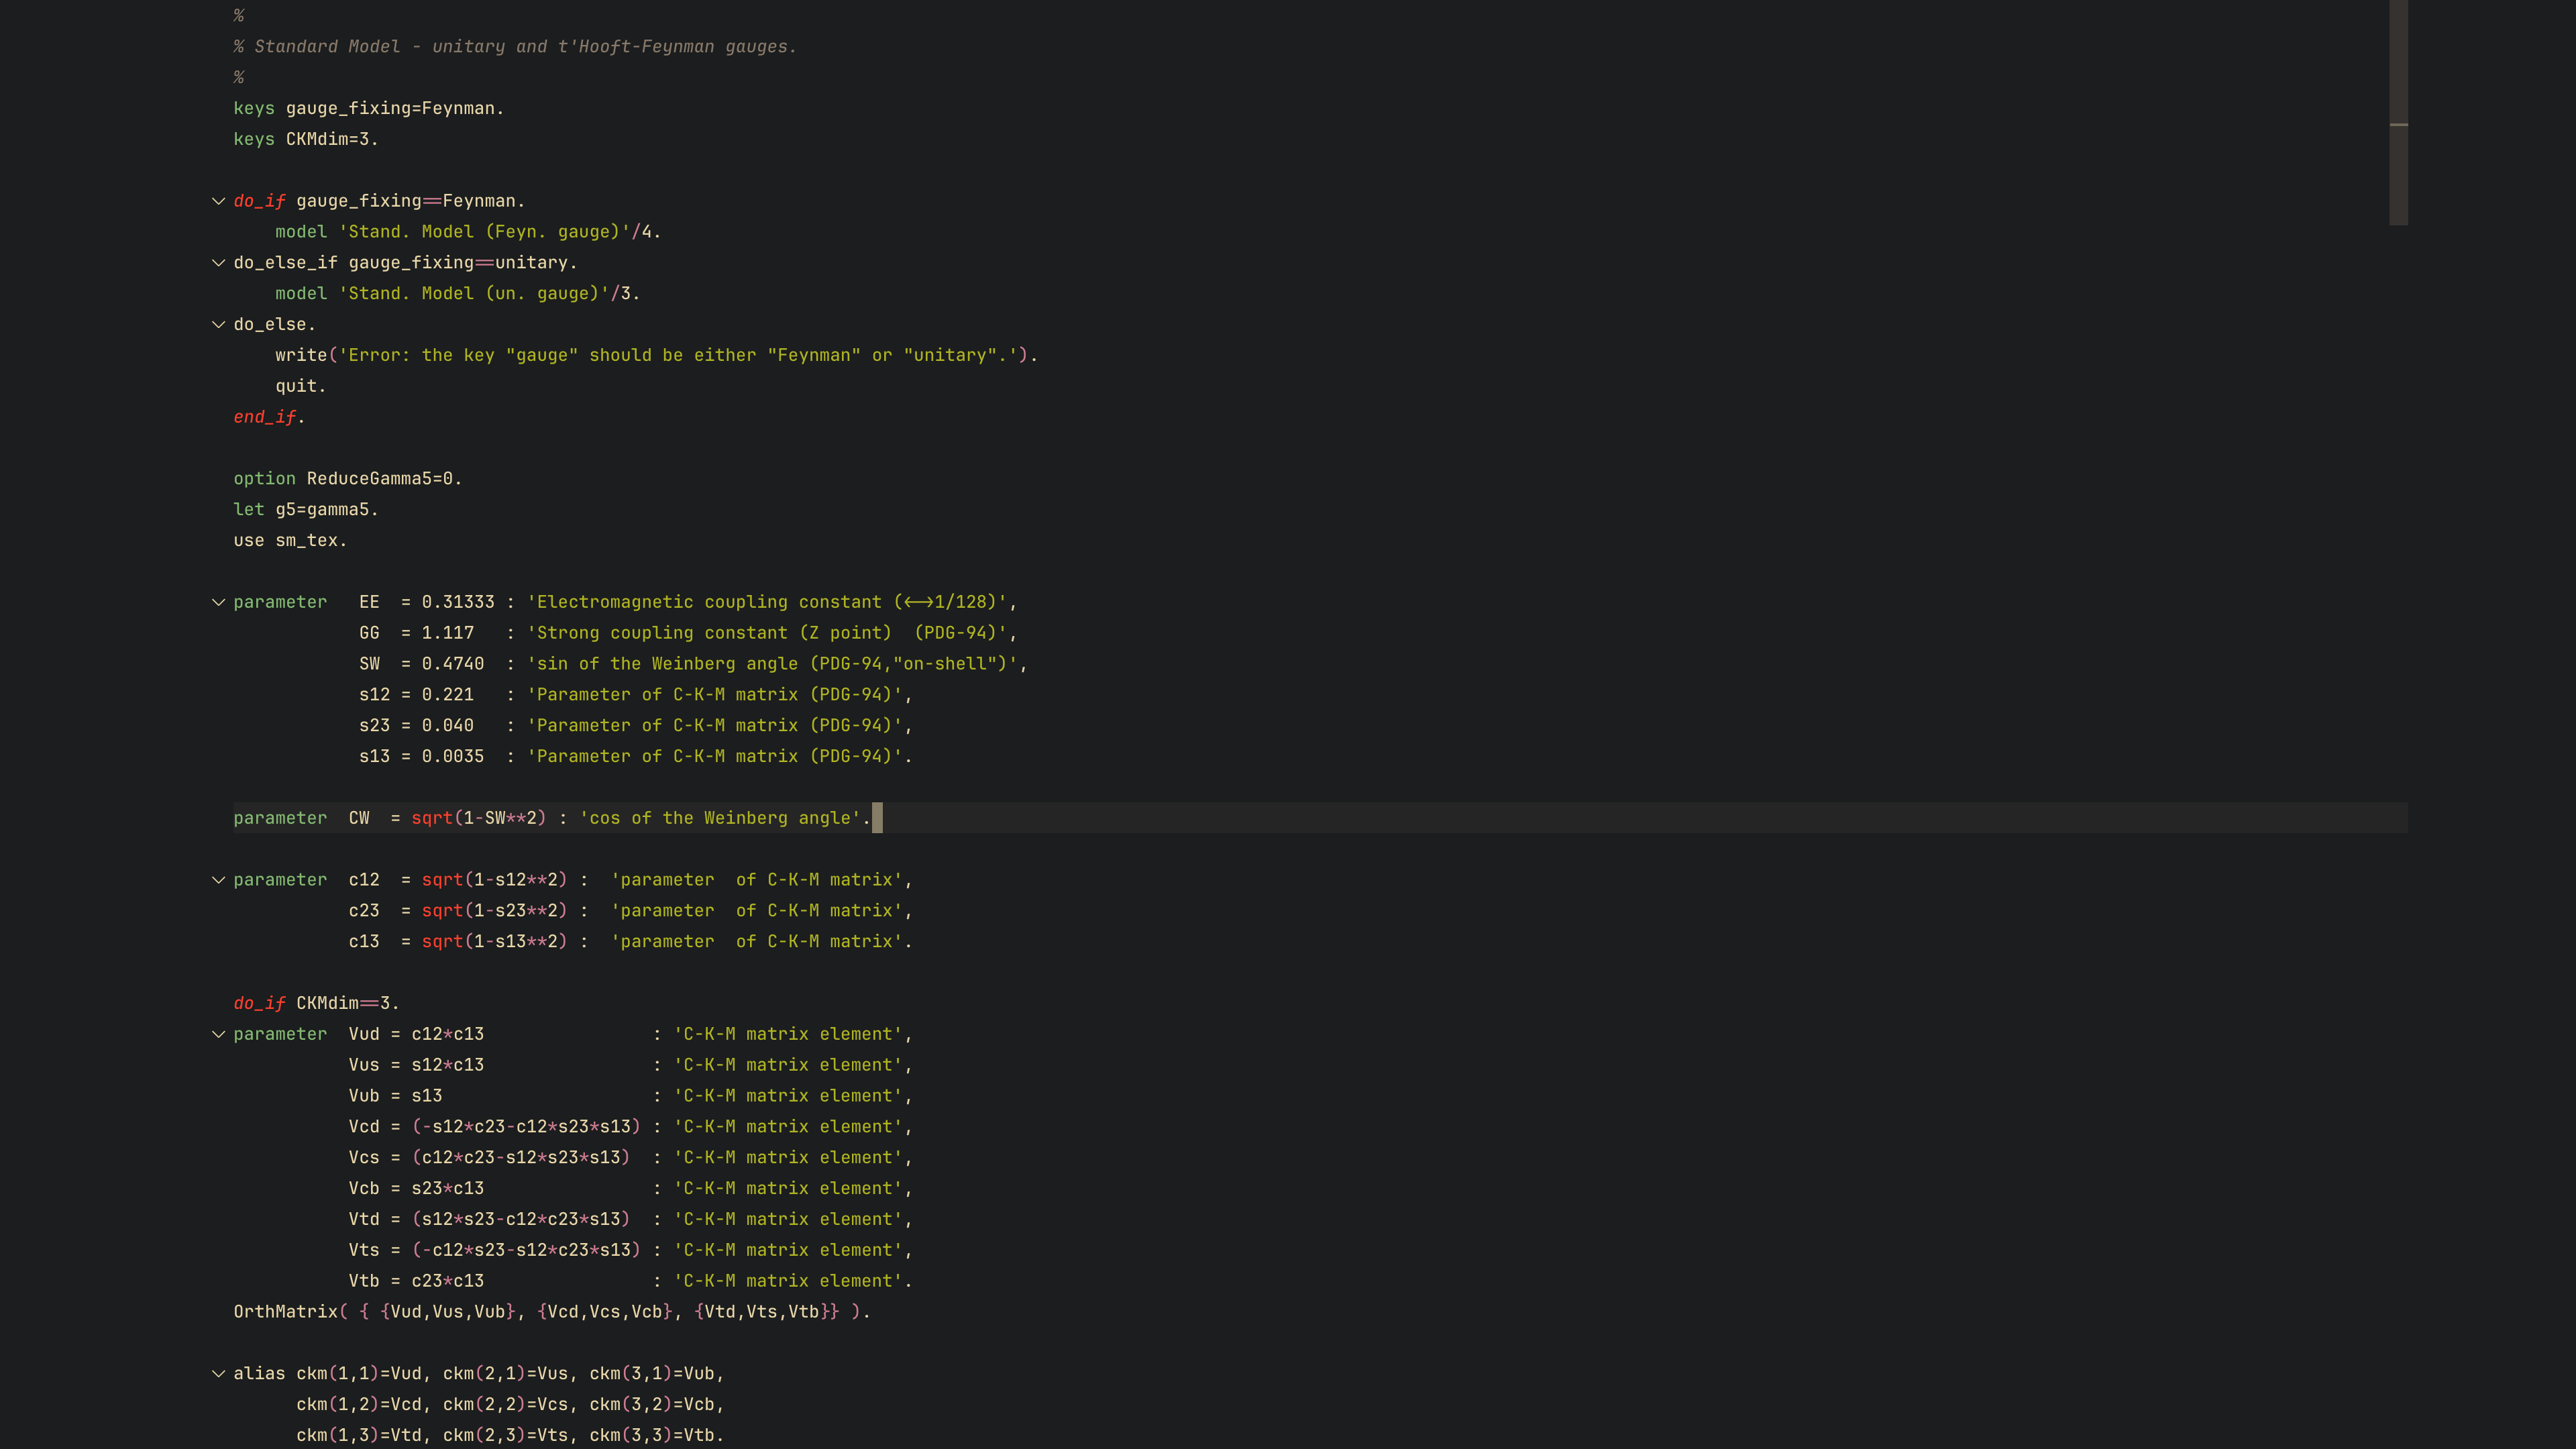 %
% Standard Model - unitary and t'Hooft-Feynman gauges.
%
keys gauge_fixing=Feynman.
keys CKMdim=3.

do_if gauge_fixing==Feynman.
    model 'Stand. Model (Feyn. gauge)'/4.
do_else_if gauge_fixing==unitary.
    model 'Stand. Model (un. gauge)'/3.
do_else.
    write('Error: the key "gauge" should be either "Feynman" or "unitary".').
    quit.
end_if.

option ReduceGamma5=0.
let g5=gamma5.
use sm_tex.

parameter   EE  = 0.31333 : 'Electromagnetic coupling constant (<->1/128)',
            GG  = 1.117   : 'Strong coupling constant (Z point)  (PDG-94)',
            SW  = 0.4740  : 'sin of the Weinberg angle (PDG-94,"on-shell")',
            s12 = 0.221   : 'Parameter of C-K-M matrix (PDG-94)',
            s23 = 0.040   : 'Parameter of C-K-M matrix (PDG-94)',
            s13 = 0.0035  : 'Parameter of C-K-M matrix (PDG-94)'.

parameter  CW  = sqrt(1-SW**2) : 'cos of the Weinberg angle'.

parameter  c12  = sqrt(1-s12**2) :  'parameter  of C-K-M matrix',
           c23  = sqrt(1-s23**2) :  'parameter  of C-K-M matrix',
           c13  = sqrt(1-s13**2) :  'parameter  of C-K-M matrix'.

do_if CKMdim==3.
parameter  Vud = c12*c13                : 'C-K-M matrix element',
           Vus = s12*c13                : 'C-K-M matrix element',
           Vub = s13                    : 'C-K-M matrix element',
           Vcd = (-s12*c23-c12*s23*s13) : 'C-K-M matrix element',
           Vcs = (c12*c23-s12*s23*s13)  : 'C-K-M matrix element',
           Vcb = s23*c13                : 'C-K-M matrix element',
           Vtd = (s12*s23-c12*c23*s13)  : 'C-K-M matrix element',
           Vts = (-c12*s23-s12*c23*s13) : 'C-K-M matrix element',
           Vtb = c23*c13                : 'C-K-M matrix element'.
OrthMatrix( { {Vud,Vus,Vub}, {Vcd,Vcs,Vcb}, {Vtd,Vts,Vtb}} ).

alias ckm(1,1)=Vud, ckm(2,1)=Vus, ckm(3,1)=Vub,
      ckm(1,2)=Vcd, ckm(2,2)=Vcs, ckm(3,2)=Vcb,
      ckm(1,3)=Vtd, ckm(2,3)=Vts, ckm(3,3)=Vtb.